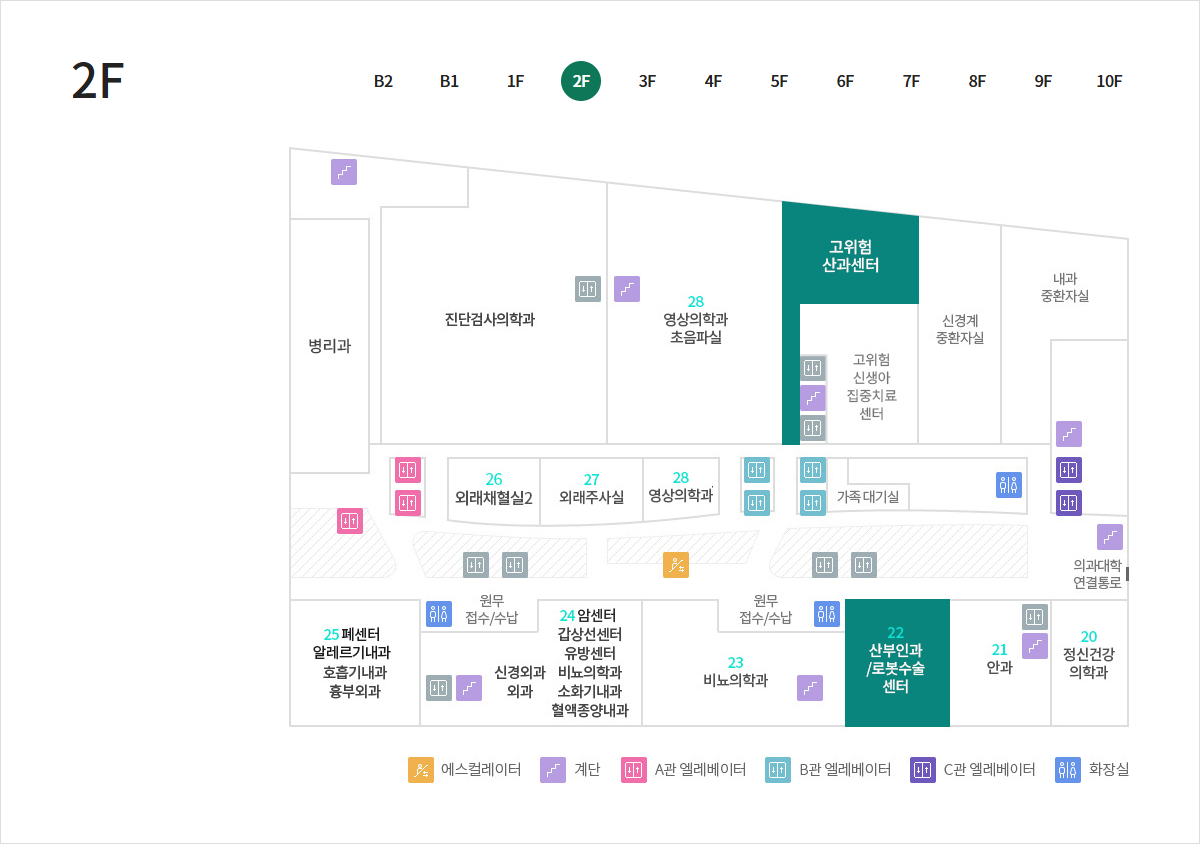 2F
B2 B1 1F 2F 3F 4F 5F 6F 7F 8F 9F 10F
고위험
산과센터
내과
중환자실
28
영상의학과
초음파실
진단검사의학과
신경계
중환자실
병리과
고위험
신생아
집중치료
센터
26
외래채혈실2
27
외래주사실
28
영상의학과
가족대기실
의과대학
연결통로
원무
접수/수납
원무
접수/수납
25 폐센터
알레르기내과
호흡기내과
흉부외과
신경외과
외과
24 암센터
갑상선센터
유방센터
비뇨의학과
소화기내과
혈액종양내과
23
비뇨의학과
22
산부인과
/로봇수술
센터
21
안과
20
정신건강
의학과
에스컬레이터 계단 A관 엘레베이터 B관 엘레베이터 C관 엘레베이터 화장실